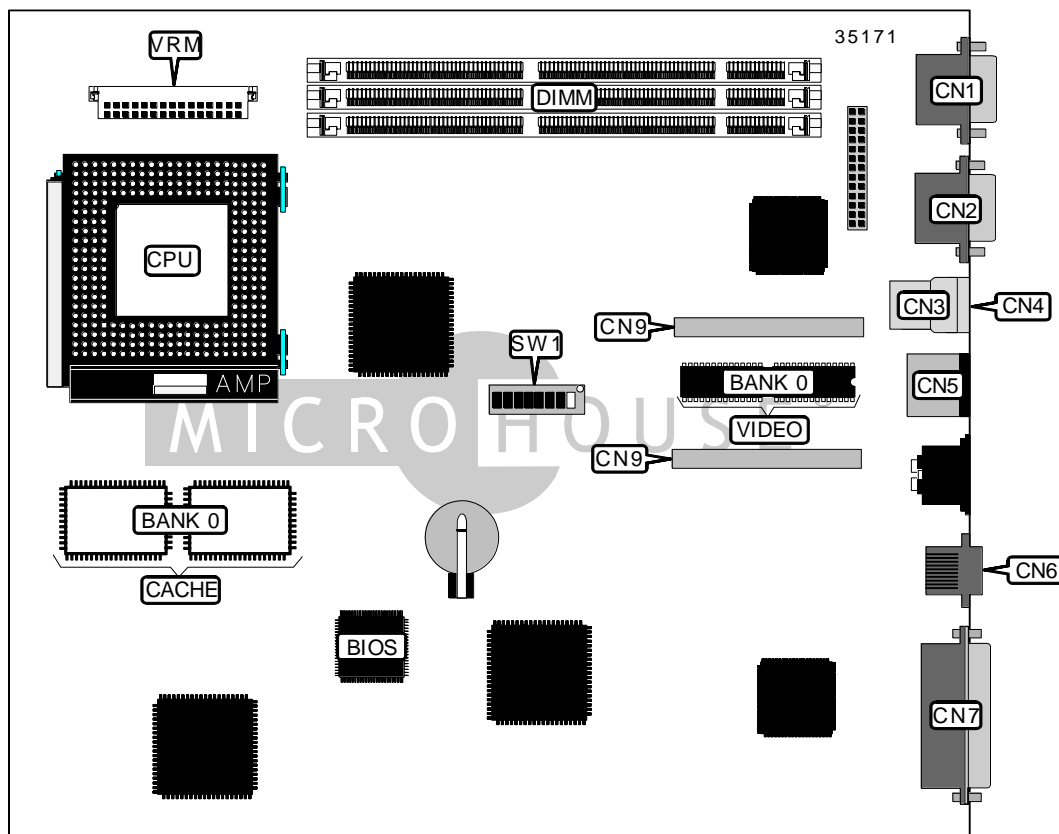 35171
VRM
CN1
DIMM
CN2
CPU
CN3
CN4
CN9
SW1
AMP
BANK 0
CN5
VIDEO
MICRO HOUSE®
CN9
BANK 0
CN6
CACHE
BIOS
CN7